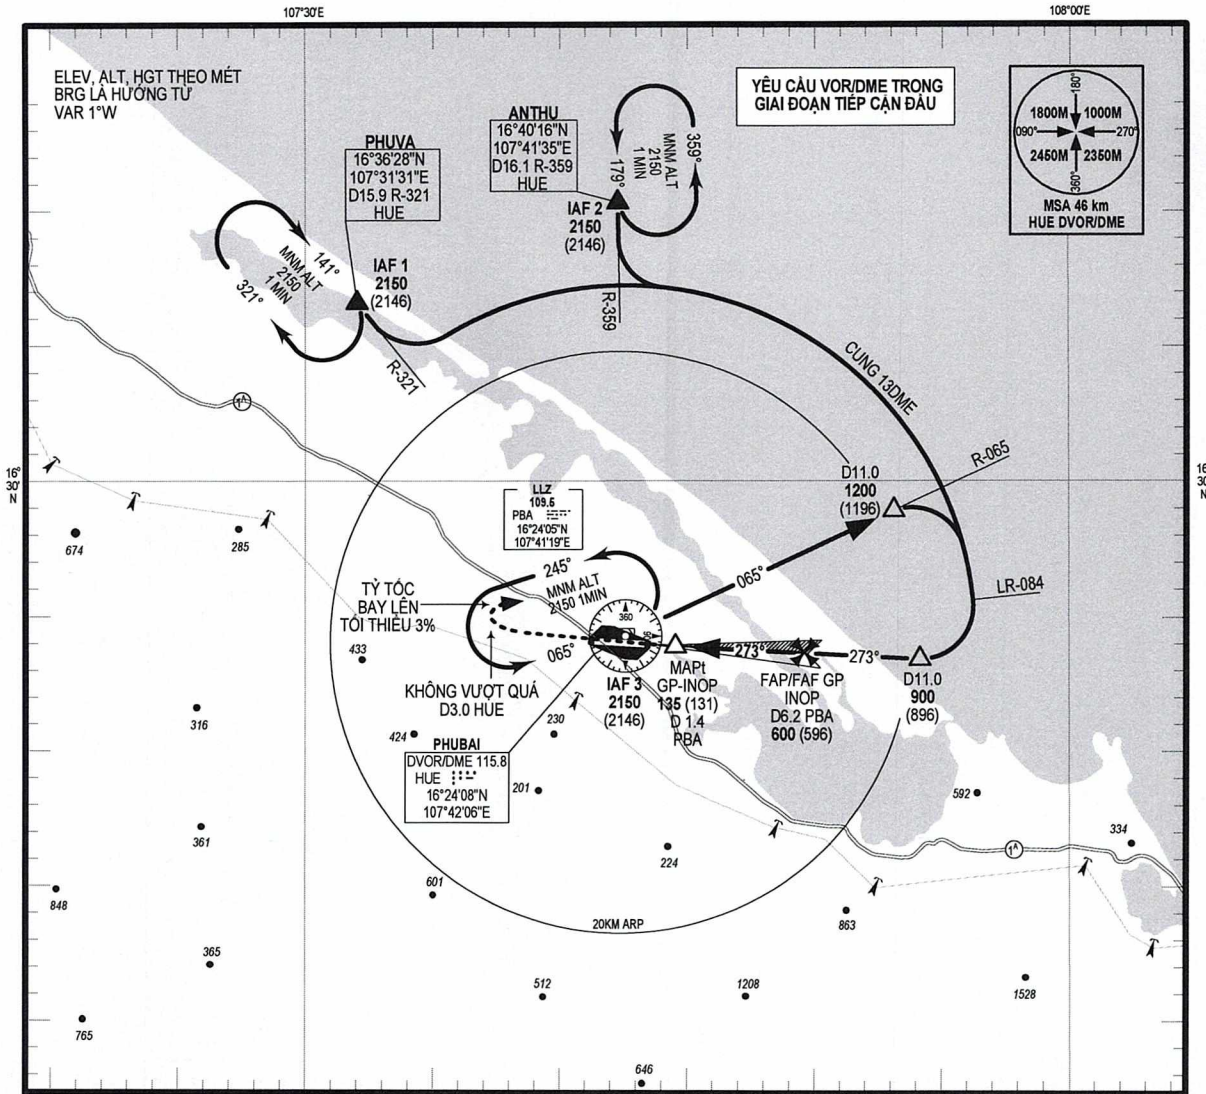 107°30'E
108°00'E
ELEV, ALT, HGT THEO MÉT
BRG LÀ HƯỚNG TỪ
VAR 1°W
YÊU CẦU VOR/DME TRONG
GIAI ĐOẠN TIẾP CẬN ĐẦU
180°
1800M
1000M
090°
270°
2450M
2350M
360°
MSA 46 km
HUE DVOR/DME
ANTHU
16°40'16"N
107°41'35"E
D16.1 R-359
HUE
PHUVA
16°36'28"N
107°31'31"E
D15.9 R-321
HUE
179°
MNM ALT
2150
1 MIN
359°
IAF 2
2150
(2146)
R-359
141°
MNM ALT
2150
1 MIN
321°
IAF 1
2150
(2146)
R-321
CUNG 13DME
1A
16°
30'
N
16°
30'
N
R-065
D11.0
1200
(1196)
LLZ
109.5
PBA
16°24'05"N
107°41'19"E
674
285
245°
MNM ALT
2150 1MIN
065°
LR-084
TỶ TỐC
BAY LÊN
TỐI THIỂU 3%
360
433
065°
273°
273°
KHÔNG VƯỢT QUÁ
D3.0 HUE
IAF 3
2150
(2146)
MAPt
GP-INOP
135 (131)
D 1.4
PBA
FAP/FAF GP
INOP
D6.2 PBA
600 (596)
D11.0
900
(896)
316
424
230
PHUBAI
DVOR/DME 115.8
HUE
16°24'08"N
107°42'06"E
201
592
361
224
334
1A
848
601
20KM ARP
863
365
512
1208
1528
765
646